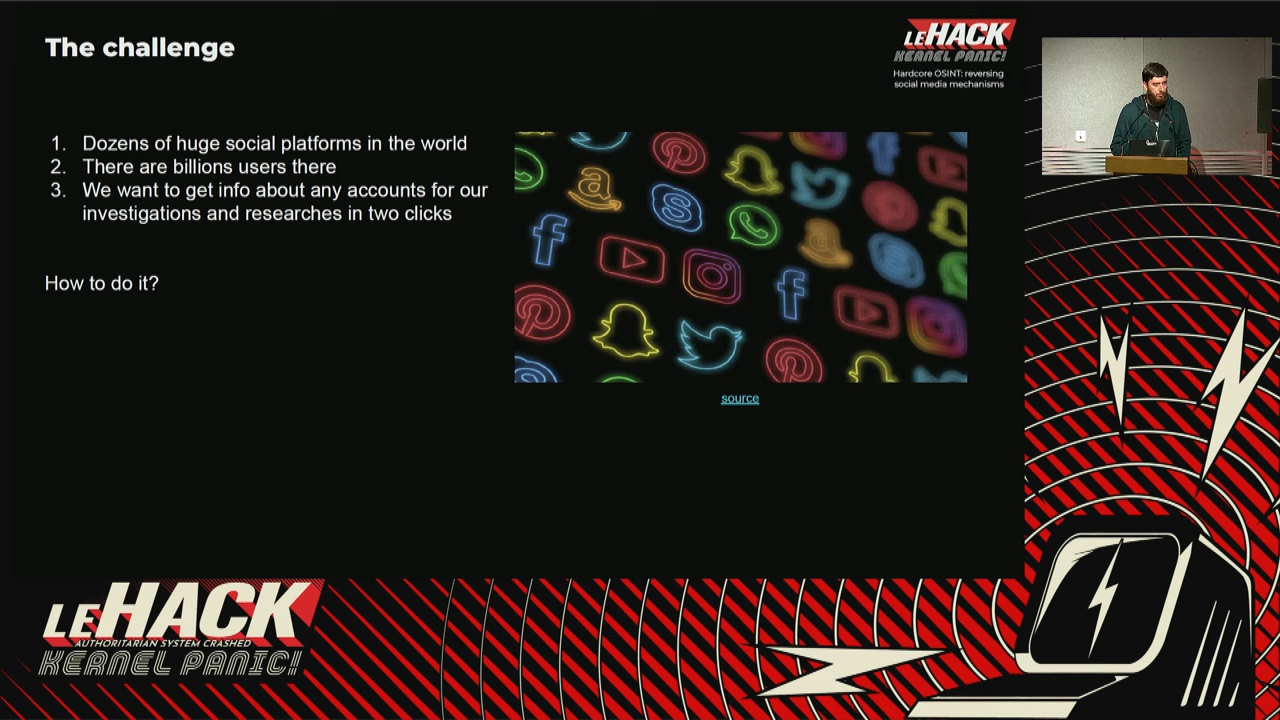 The challenge
LEHACK
KERNEL PANIC!
Hardcore OSINT: reversing
social media mechanisms
1. Dozens of huge social platforms in the world
2. There are billions users there
3. We want to get info about any accounts for our
investigations and researches in two clicks
How to do it?
source
LEHACK
AUTHORITARIAN SYSTEM CRASHED
KERNEL PANIC!